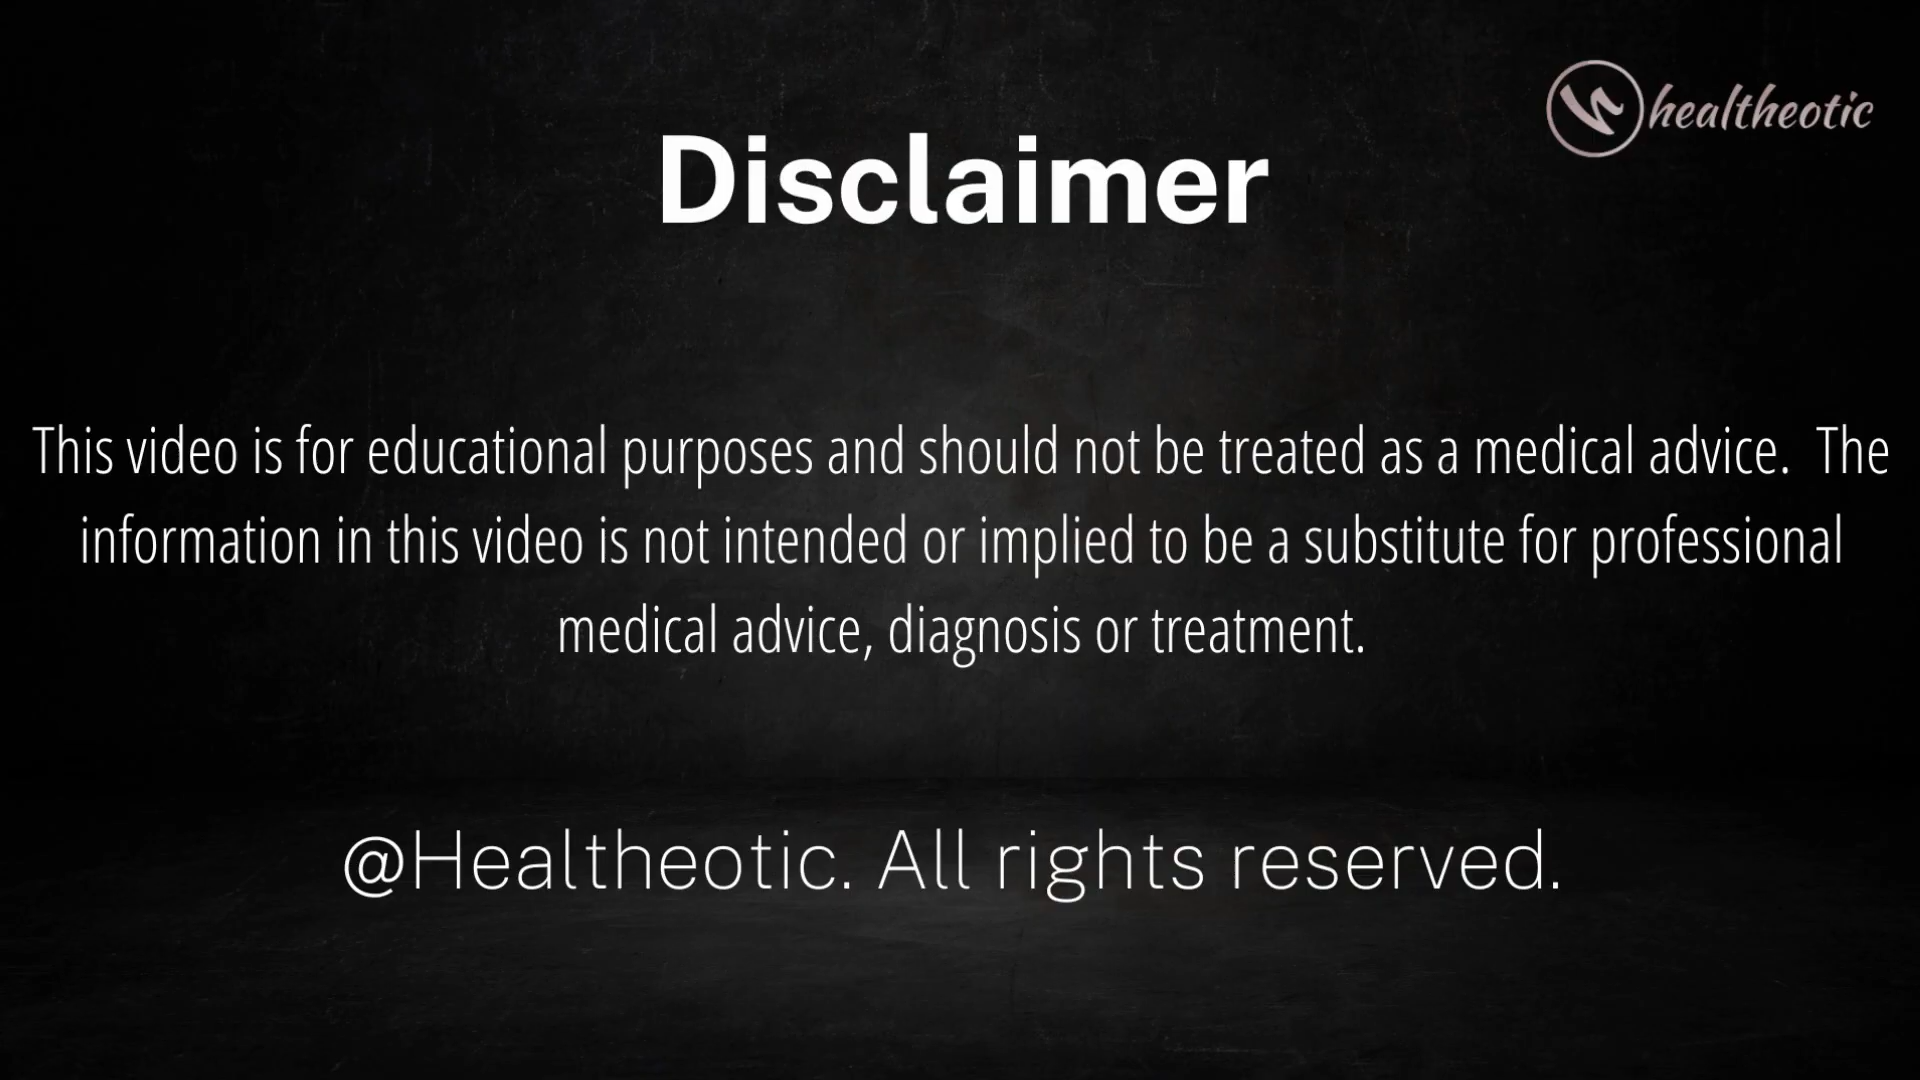 healtheotic
Disclaimer
This video is for educational purposes and should not be treated as a medical advice.  The
information in this video is not intended or implied to be a substitute for professional
medical advice, diagnosis or treatment.
@Healtheotic. All rights reserved.